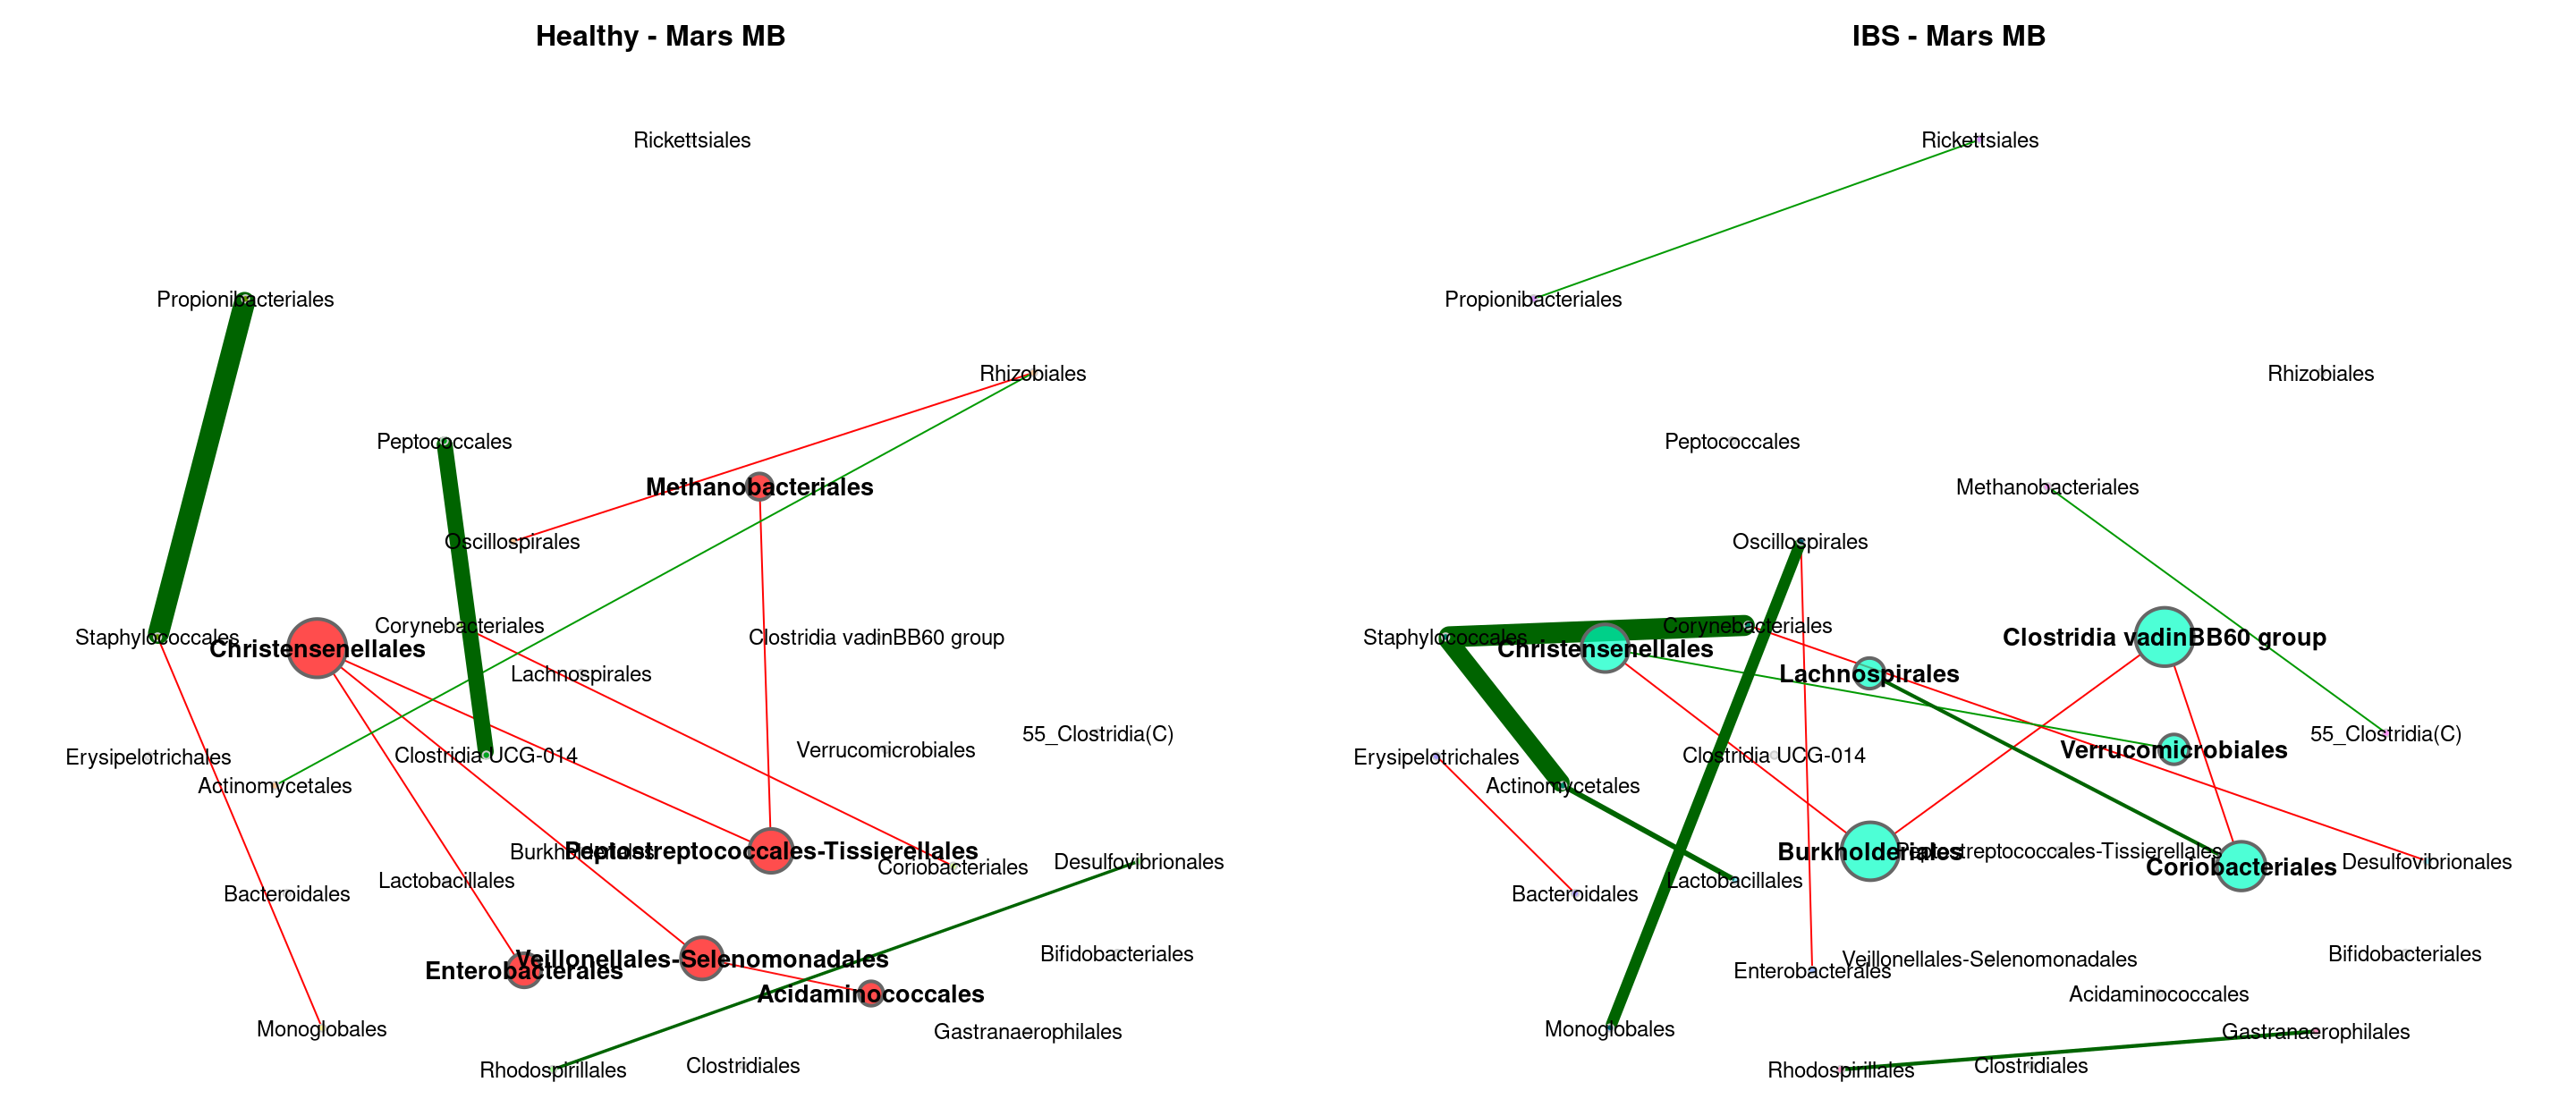 Healthy - Mars MB
Rickettsiales
Propionibacteriales
Rhizobiales
Peptococcales
Methanobacteriales
Oscillospirales
Corynebacteriales
Staphylococcales
Clostridia vadinBB60 group
Christensenellales
Lachnospirales
55_Clostridia(C)
Verrucomicrobiales
Clostridia UCG-014
Erysipelotrichales
Actinomycetales
Burkholderiales
Peptostreptococcales-Tissierellales
Desulfovibrionales
Coriobacteriales
Lactobacillales
Bacteroidales
Bifidobacteriales
Veillonellales-Selenomonadales
Enterobacterales
Acidaminococcales
Monoglobales
Gastranaerophilales
Clostridiales
Rhodospirillales
IBS - Mars MB
Rickettsiales
Propionibacteriales
Rhizobiales
Peptococcales
Methanobacteriales
Oscillospirales
Corynebacteriales
Staphylococcales
Clostridia vadinBB60 group
Christensenellales
Lachnospirales
55_Clostridia(C)
Verrucomicrobiales
Clostridia UCG-014
Erysipelotrichales
Actinomycetales
Burkholderiales
Peptostreptococcales-Tissierellales
Desulfovibrionales
Coriobacteriales
Lactobacillales
Bacteroidales
Bifidobacteriales
Veillonellales-Selenomonadales
Enterobacterales
Acidaminococcales
Monoglobales
Gastranaerophilales
Clostridiales
Rhodospirillales